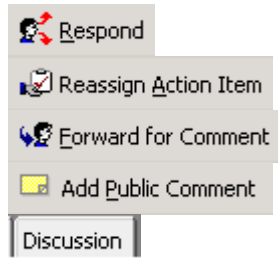 Respond
Reassign Action Item
Forward for Comment
Add Public Comment
Discussion